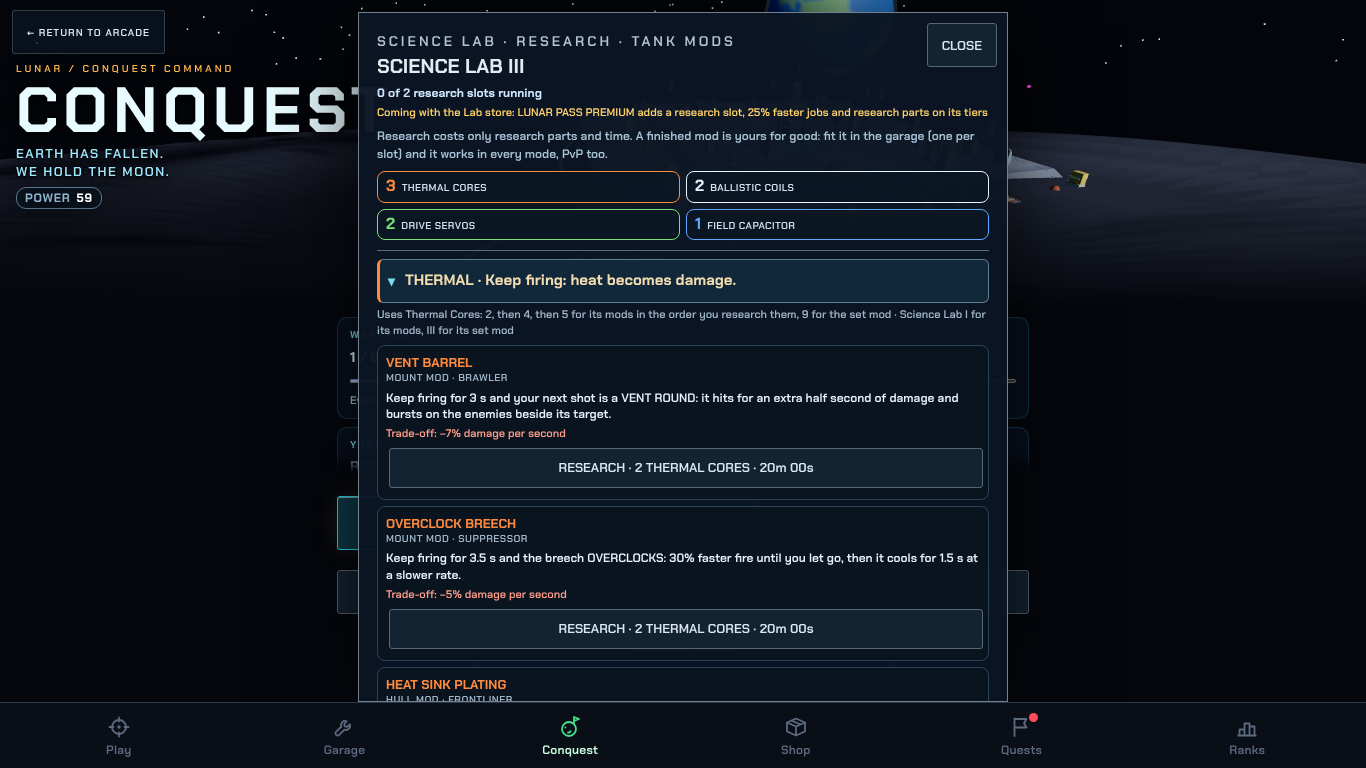 ← RETURN TO ARCADE
LUNAR / CONQUEST COMMAND
CONQUEST
EARTH HAS FALLEN.
WE HOLD THE MOON.
POWER 59
SCIENCE LAB · RESEARCH · TANK MODS
CLOSE
SCIENCE LAB III
0 of 2 research slots running
Coming with the Lab store: LUNAR PASS PREMIUM adds a research slot, 25% faster jobs and research parts on its tiers
Research costs only research parts and time. A finished mod is yours for good: fit it in the garage (one per
slot) and it works in every mode, PvP too.
3 THERMAL CORES
2 BALLISTIC COILS
2 DRIVE SERVOS
1 FIELD CAPACITOR
▼ THERMAL · Keep firing: heat becomes damage.
Uses Thermal Cores: 2, then 4, then 5 for its mods in the order you research them, 9 for the set mod · Science Lab I for
its mods, III for its set mod
VENT BARREL
MOUNT MOD · BRAWLER
Keep firing for 3 s and your next shot is a VENT ROUND: it hits for an extra half second of damage and
bursts on the enemies beside its target.
Trade-off: −7% damage per second
RESEARCH · 2 THERMAL CORES · 20m 00s
OVERCLOCK BREECH
MOUNT MOD · SUPPRESSOR
Keep firing for 3.5 s and the breech OVERCLOCKS: 30% faster fire until you let go, then it cools for 1.5 s at
a slower rate.
Trade-off: −5% damage per second
RESEARCH · 2 THERMAL CORES · 20m 00s
HEAT SINK PLATING
HULL MOD · FRONTLINER
Play
Garage
Conquest
Shop
Quests
Ranks